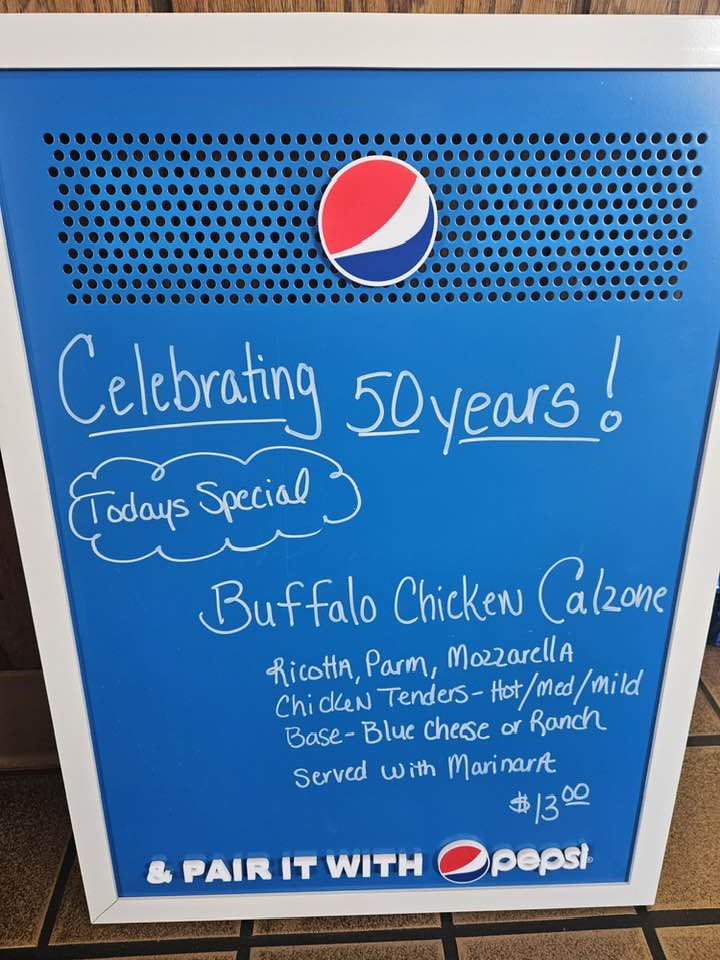 Celebrating 50 years!
Todays Special
Buffalo Chicken Calzone
Ricotta, Parm, Mozzarella
Chicken Tenders - Hot/Med/Mild
Base - Blue Cheese or Ranch
Served with Marinara
$13.00
& PAIR IT WITH pepsi